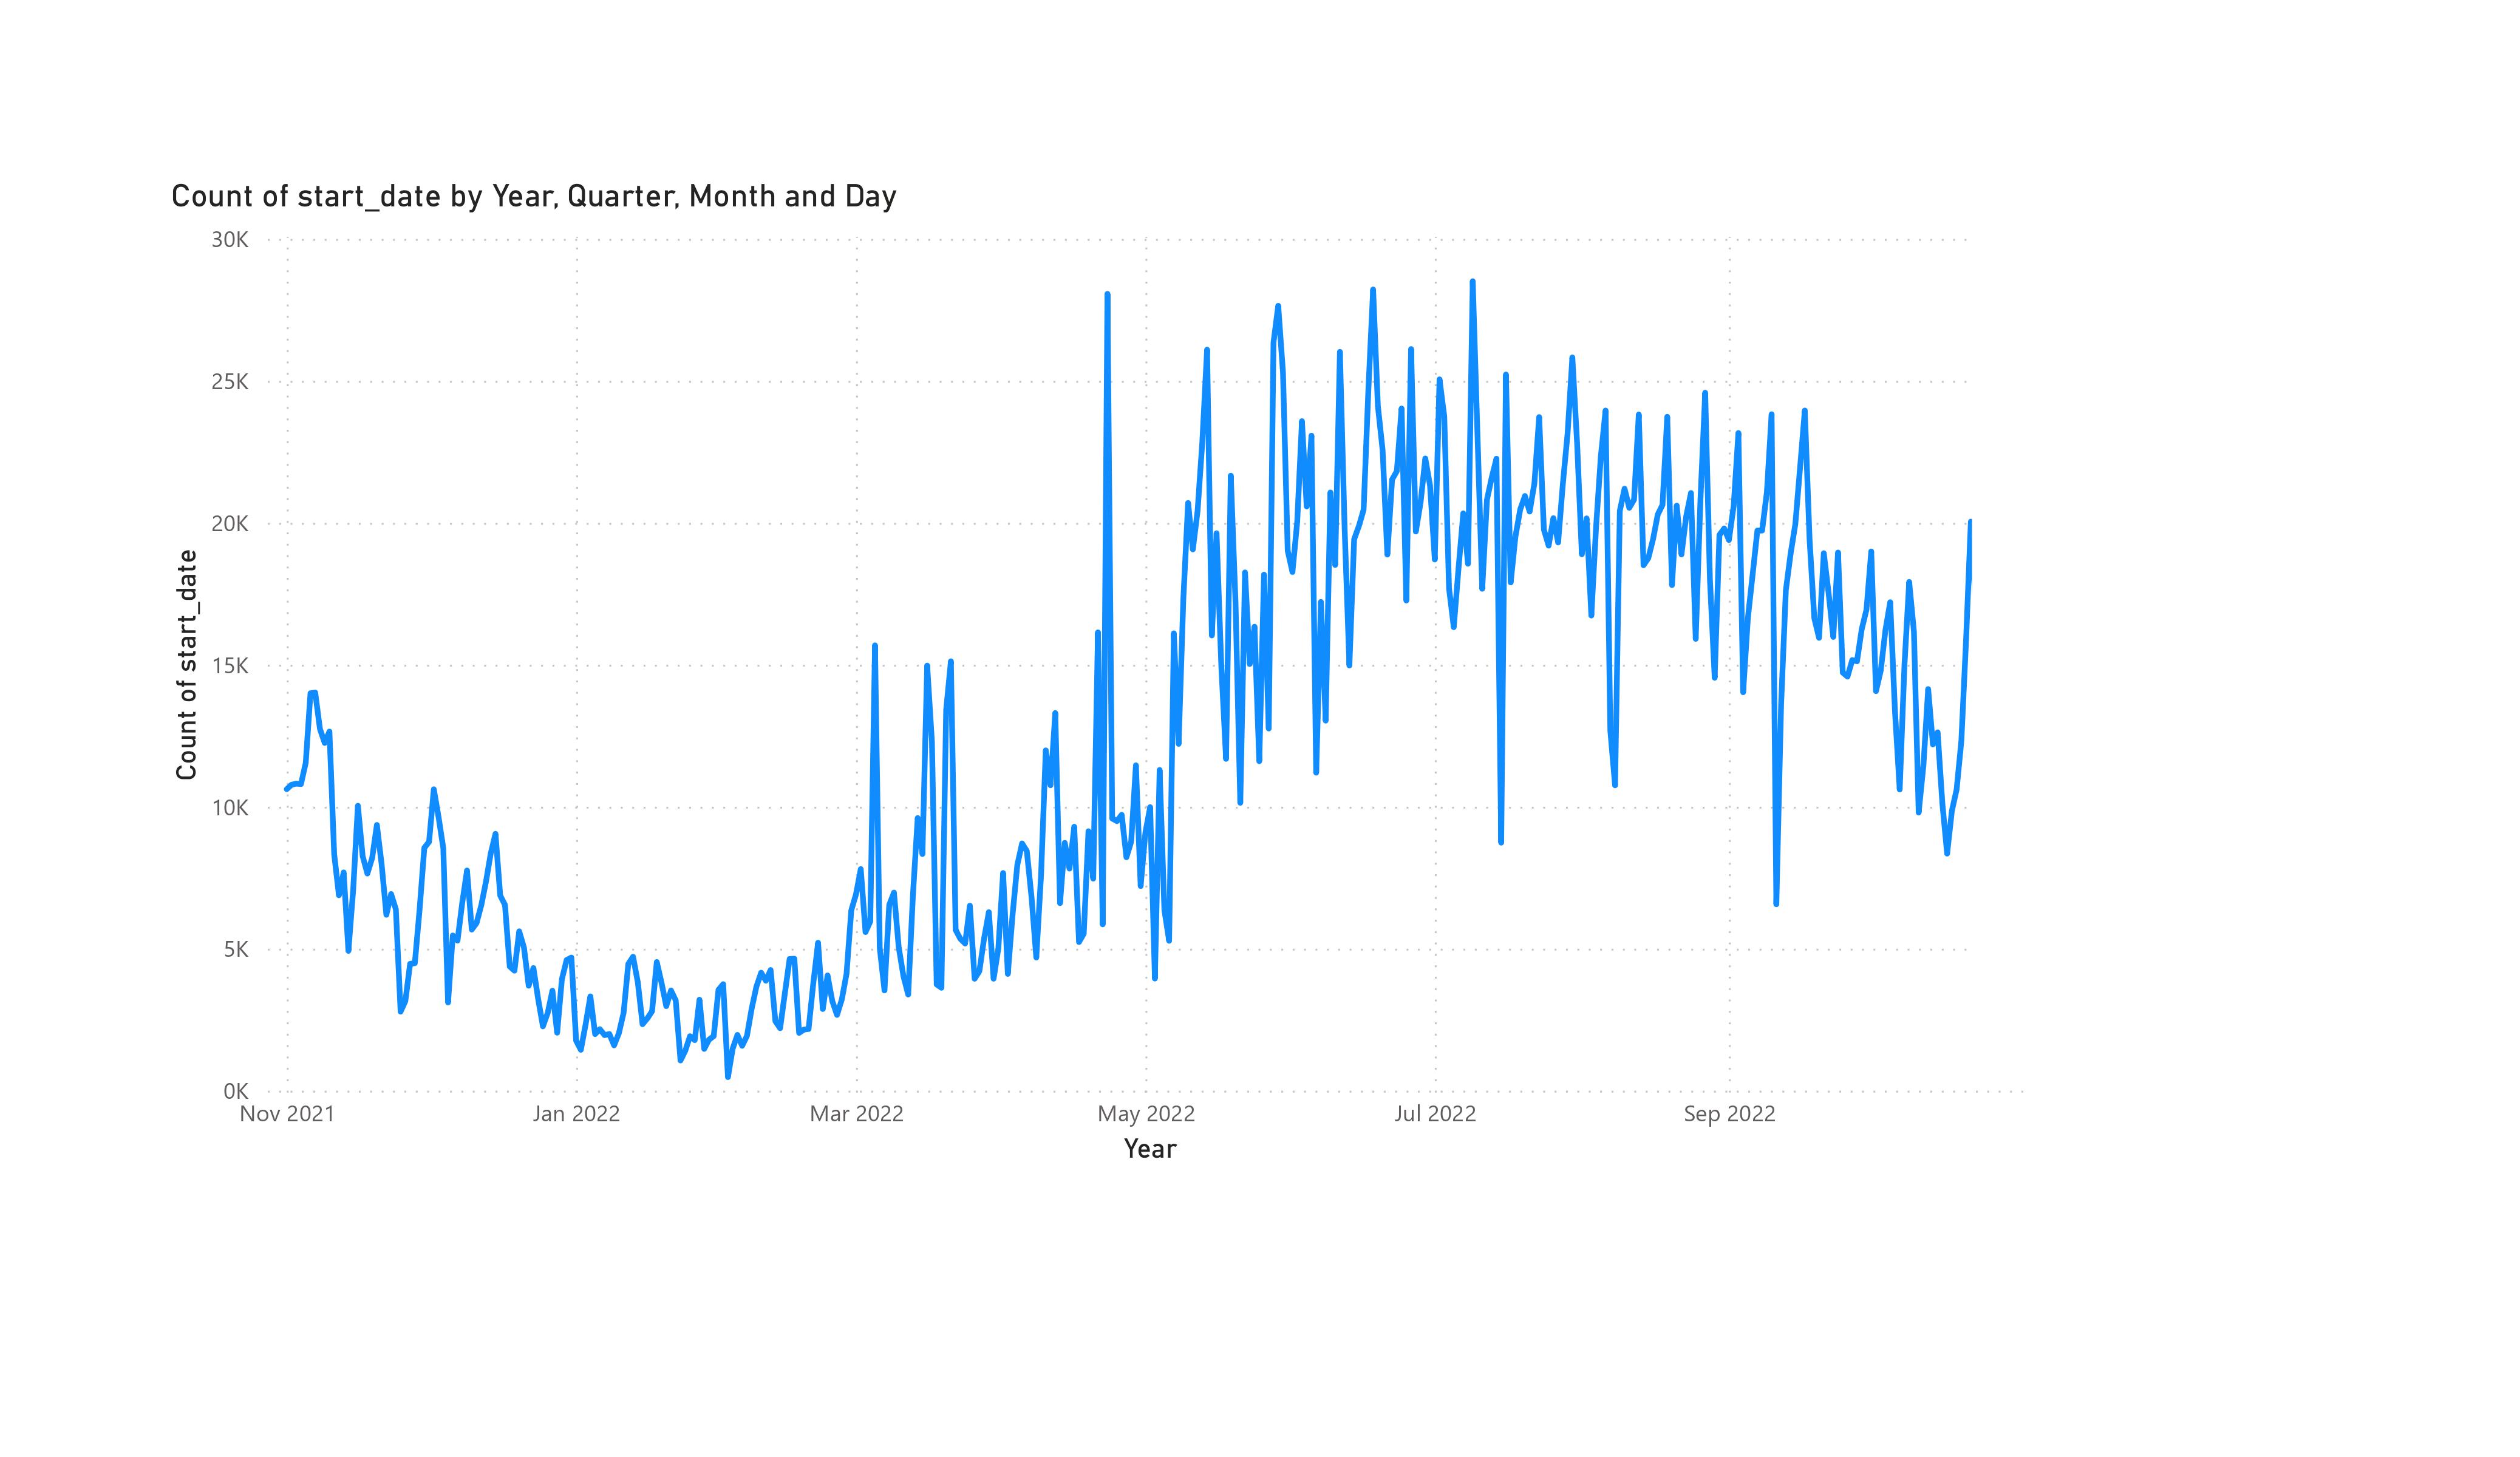 Count of start_date by Year, Quarter, Month and Day
30K
25K
20K
15K
10K
5K
0K
Count of start_date
Nov 2021 Jan 2022 Mar 2022 May 2022 Jul 2022 Sep 2022
Year